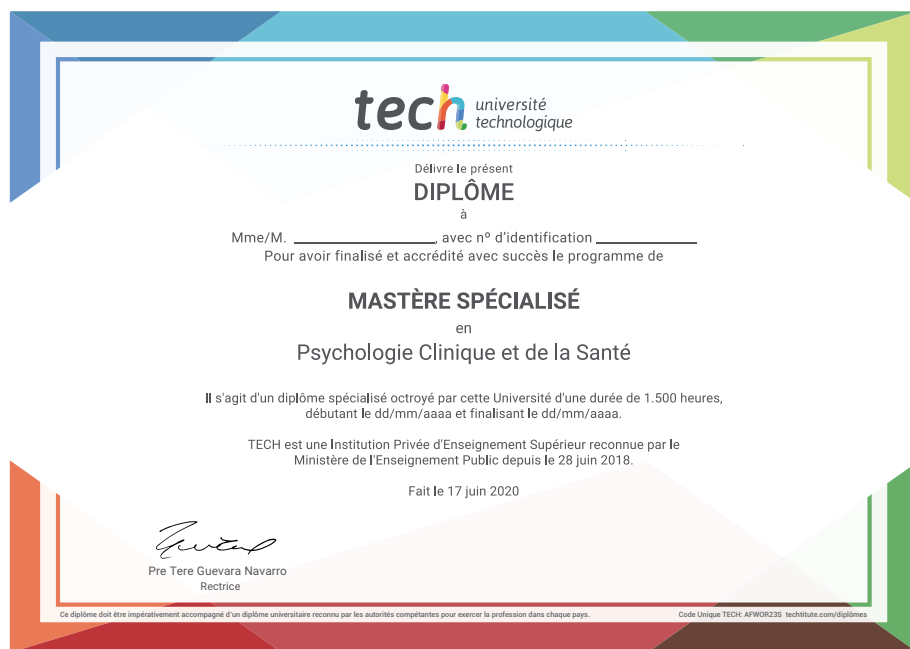 tech université
technologique
Délivre le présent
DIPLÔME
à
Mme/M. ____________________, avec nº d'identification ______________
Pour avoir finalisé et accrédité avec succès le programme de
MASTÈRE SPÉCIALISÉ
en
Psychologie Clinique et de la Santé
Il s'agit d'un diplôme spécialisé octroyé par cette Université d'une durée de 1.500 heures,
débutant le dd/mm/aaaa et finalisant le dd/mm/aaaa.
TECH est une Institution Privée d'Enseignement Supérieur reconnue par le
Ministère de l'Enseignement Public depuis le 28 juin 2018.
Fait le 17 juin 2020
Pre Tere Guevara Navarro
Rectrice
Ce diplôme doit être impérativement accompagné d'un diplôme universitaire reconnu par les autorités compétantes pour exercer la profession dans chaque pays. Code Unique TECH: AFWOR23S techtitute.com/diplômes